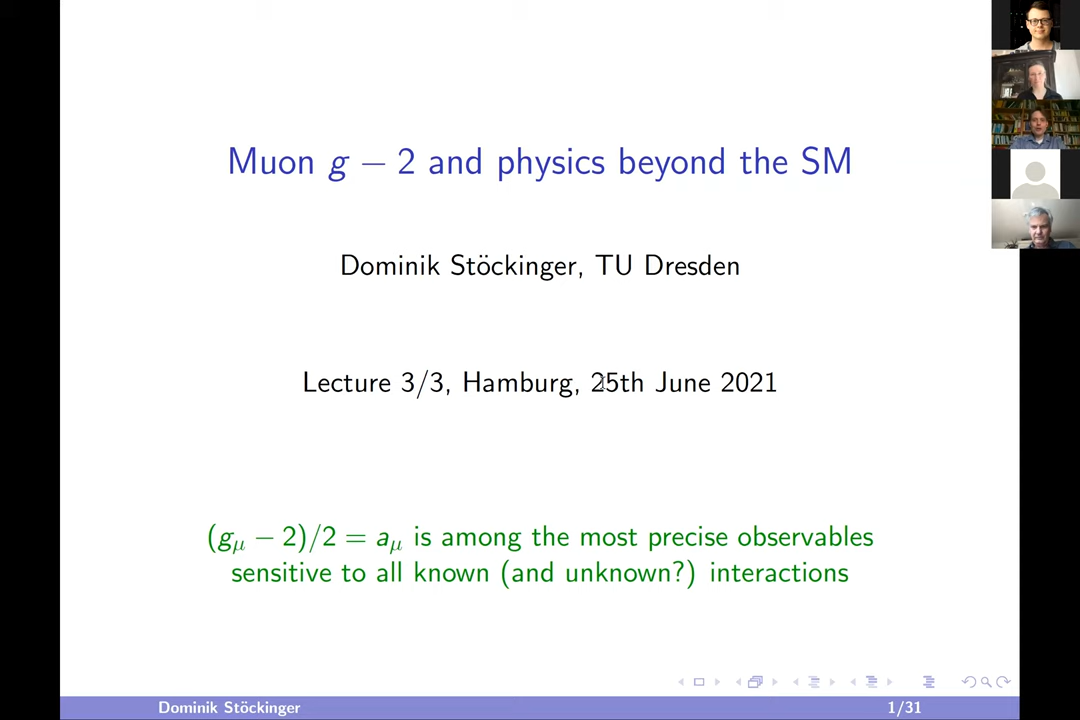 Muon g − 2 and physics beyond the SM
Dominik Stöckinger, TU Dresden
Lecture 3/3, Hamburg, 25th June 2021
(gμ − 2)/2 = aμ is among the most precise observables
sensitive to all known (and unknown?) interactions
Dominik Stöckinger
1/31